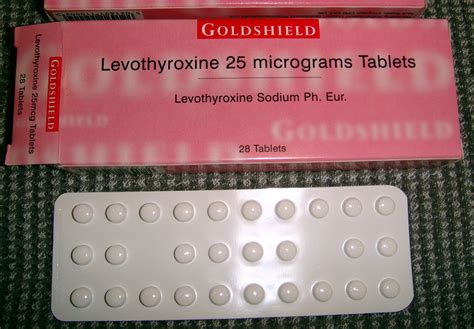 GOLDSHIELD
Levothyroxine 25 micrograms Tablets
Levothyroxine Sodium Ph. Eur.
GOLDSHIELD
28 Tablets
GOLDSHIELD
Levothyroxine 25mcg Tablets
28 Tablets